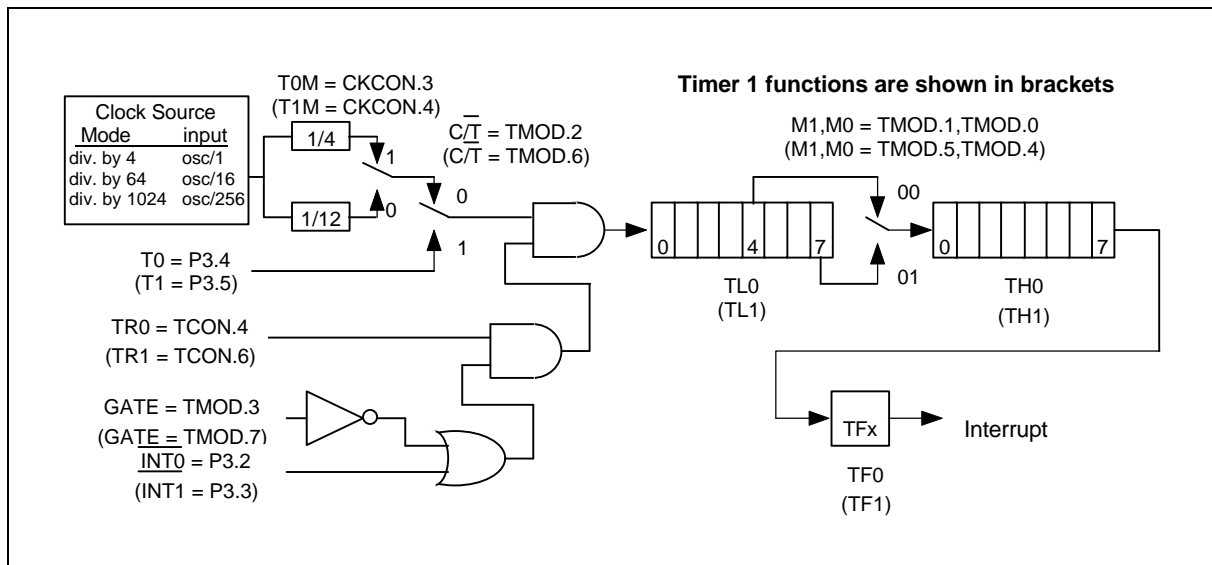 Timer 1 functions are shown in brackets
T0M = CKCON.3
(T1M = CKCON.4)
Clock Source
Mode input
div. by 4 osc/1
div. by 64 osc/16
div. by 1024 osc/256
1/4
1
0
1/12
C/T̅ = TMOD.2
(C/T̅ = TMOD.6)
0
1
T0 = P3.4
(T1 = P3.5)
M1,M0 = TMOD.1,TMOD.0
(M1,M0 = TMOD.5,TMOD.4)
0 4 7
00
01
0 7
TL0
(TL1)
TH0
(TH1)
TR0 = TCON.4
(TR1 = TCON.6)
GATE = TMOD.3
(GATE = TMOD.7)
I̅N̅T̅0̅ = P3.2
(I̅N̅T̅1̅ = P3.3)
TFx
Interrupt
TF0
(TF1)